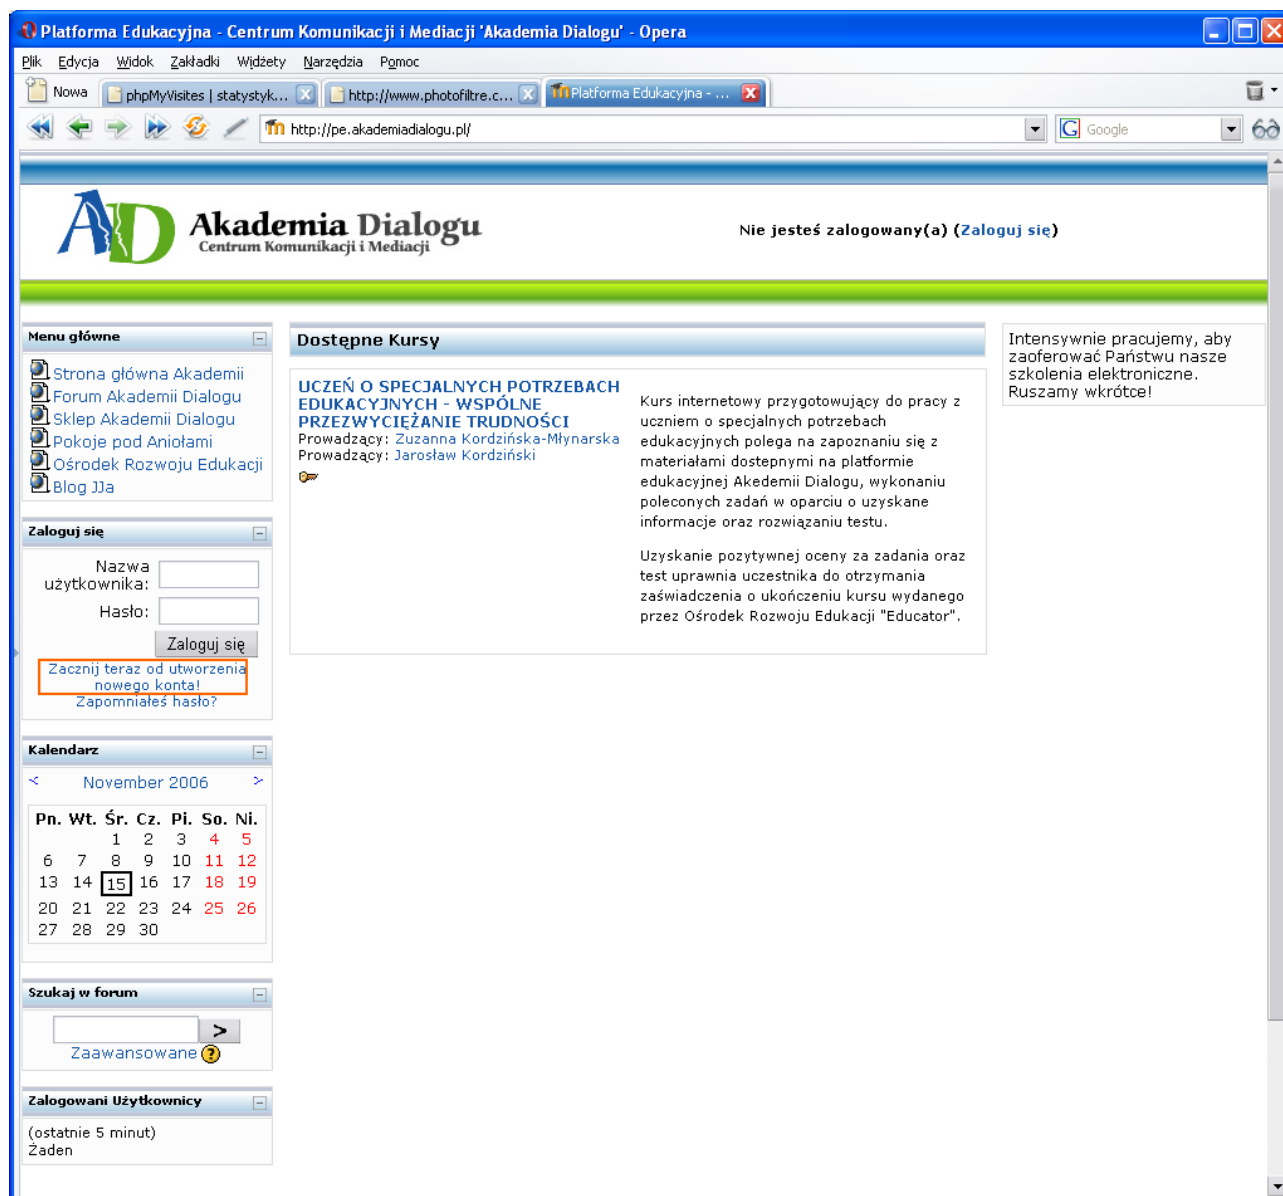 Platforma Edukacyjna - Centrum Komunikacji i Mediacji 'Akademia Dialogu' - Opera
Plik Edycja Widok Zakładki Widżety Narzędzia Pomoc
Nowa phpMyVisites | statystyk... http://www.photofiltre.c... Platforma Edukacyjna - ...
http://pe.akademiadialogu.pl/ Google
AD Akademia Dialogu
Centrum Komunikacji i Mediacji
Nie jesteś zalogowany(a) (Zaloguj się)
Menu główne
Strona główna Akademii
Forum Akademii Dialogu
Sklep Akademii Dialogu
Pokoje pod Aniołami
Ośrodek Rozwoju Edukacji
Blog JJa
Zaloguj się
Nazwa
użytkownika:
Hasło:
Zaloguj się
Zacznij teraz od utworzenia
nowego konta!
Zapomniałeś hasło?
Kalendarz
< November 2006 >
Pn. Wt. Śr. Cz. Pi. So. Ni.
1 2 3 4 5
6 7 8 9 10 11 12
13 14 15 16 17 18 19
20 21 22 23 24 25 26
27 28 29 30
Szukaj w forum
>
Zaawansowane ?
Zalogowani Użytkownicy
(ostatnie 5 minut)
Żaden
Dostępne Kursy
UCZEŃ O SPECJALNYCH POTRZEBACH
EDUKACYJNYCH - WSPÓLNE
PRZEZWYCIĘŻANIE TRUDNOŚCI
Prowadzący: Zuzanna Kordzińska-Młynarska
Prowadzący: Jarosław Kordziński
Kurs internetowy przygotowujący do pracy z
uczniem o specjalnych potrzebach
edukacyjnych polega na zapoznaniu się z
materiałami dostepnymi na platformie
edukacyjnej Akedemii Dialogu, wykonaniu
poleconych zadań w oparciu o uzyskane
informacje oraz rozwiązaniu testu.
Uzyskanie pozytywnej oceny za zadania oraz
test uprawnia uczestnika do otrzymania
zaświadczenia o ukończeniu kursu wydanego
przez Ośrodek Rozwoju Edukacji "Educator".
Intensywnie pracujemy, aby
zaoferować Państwu nasze
szkolenia elektroniczne.
Ruszamy wkrótce!